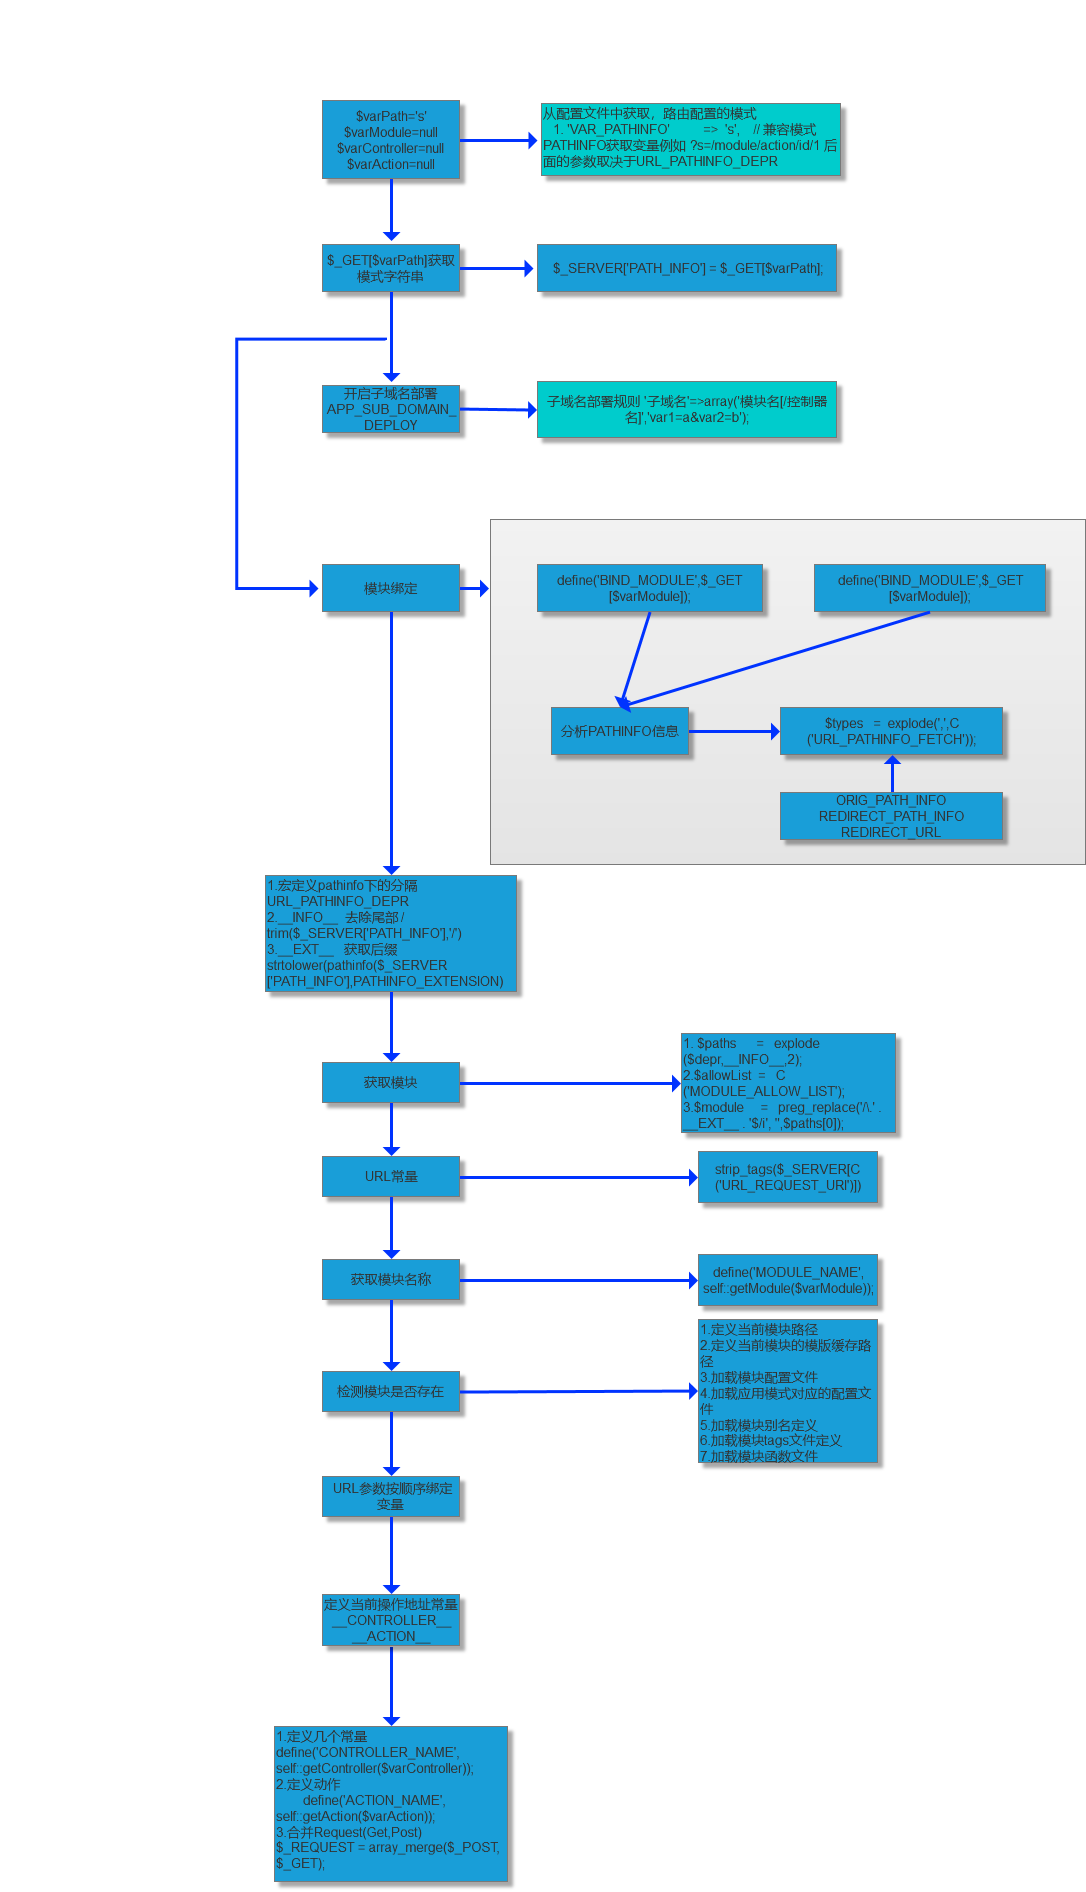 $varPath='s'
$varModule=null
$varController=null
$varAction=null
从配置文件中获取，路由配置的模式
1. 'VAR_PATHINFO' => 's', // 兼容模式
PATHINFO获取变量例如 ?s=/module/action/id/1 后
面的参数取决于URL_PATHINFO_DEPR
$_GET[$varPath]获取
模式字符串
$_SERVER['PATH_INFO'] = $_GET[$varPath];
开启子域名部署
APP_SUB_DOMAIN_
DEPLOY
子域名部署规则 '子域名'=>array('模块名[/控制器
名]','var1=a&var2=b');
模块绑定
define('BIND_MODULE',$_GET
[$varModule]);
define('BIND_MODULE',$_GET
[$varModule]);
分析PATHINFO信息
$types = explode(',',C
('URL_PATHINFO_FETCH'));
ORIG_PATH_INFO
REDIRECT_PATH_INFO
REDIRECT_URL
1.宏定义pathinfo下的分隔
URL_PATHINFO_DEPR
2.__INFO__ 去除尾部 /
trim($_SERVER['PATH_INFO'],'/')
3.__EXT__ 获取后缀
strtolower(pathinfo($_SERVER
['PATH_INFO'],PATHINFO_EXTENSION)
获取模块
1. $paths = explode
($depr,__INFO__,2);
2.$allowList = C
('MODULE_ALLOW_LIST');
3.$module = preg_replace('/\.' .
__EXT__ . '$/i', '',$paths[0]);
URL常量
strip_tags($_SERVER[C
('URL_REQUEST_URI')])
获取模块名称
define('MODULE_NAME',
self::getModule($varModule));
检测模块是否存在
1.定义当前模块路径
2.定义当前模块的模版缓存路
径
3.加载模块配置文件
4.加载应用模式对应的配置文
件
5.加载模块别名定义
6.加载模块tags文件定义
7.加载模块函数文件
URL参数按顺序绑定
变量
定义当前操作地址常量
__CONTROLLER__
__ACTION__
1.定义几个常量
define('CONTROLLER_NAME',
self::getController($varController));
2.定义动作
define('ACTION_NAME',
self::getAction($varAction));
3.合并Request(Get,Post)
$_REQUEST = array_merge($_POST,
$_GET);